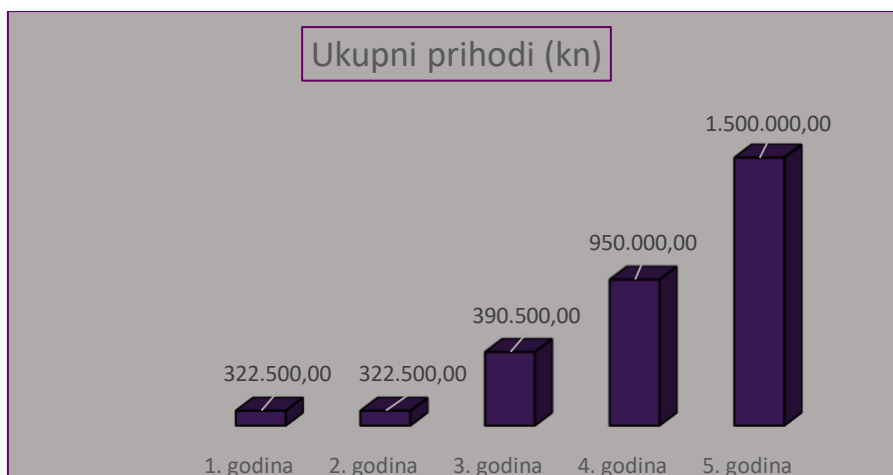 Ukupni prihodi (kn)
1.500.000,00
950.000,00
390.500,00
322.500,00 322.500,00
1. godina 2. godina 3. godina 4. godina 5. godina